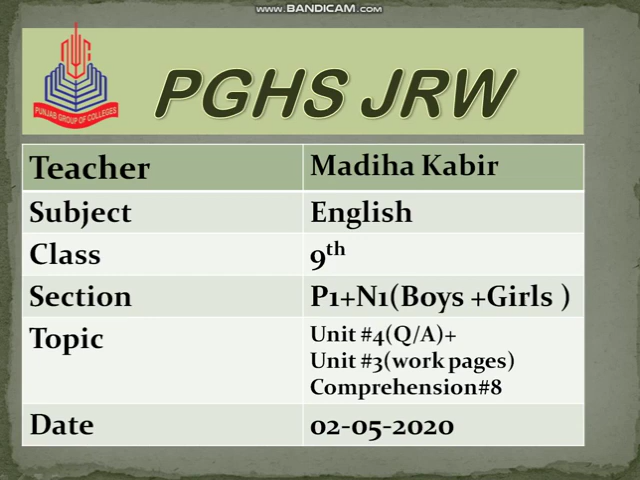 www.BANDICAM.com
PGHS JRW
PUNJAB GROUP OF COLLEGES
Teacher Madiha Kabir
Subject English
Class 9th
Section P1+N1(Boys +Girls )
Topic Unit #4(Q/A)+
Unit #3(work pages)
Comprehension#8
Date 02-05-2020